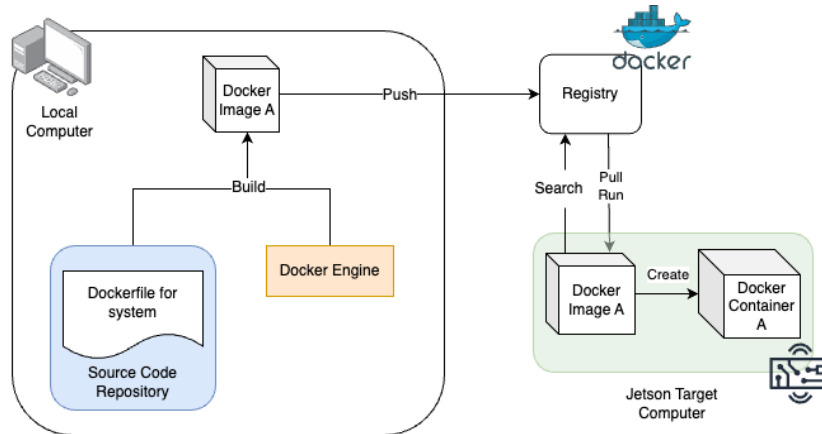 Local
Computer
Docker
Image A
Push
docker
Registry
Build
Search
Pull
Run
Dockerfile for
system
Source Code
Repository
Docker Engine
Docker
Image A
Create
Docker
Container
A
Jetson Target
Computer